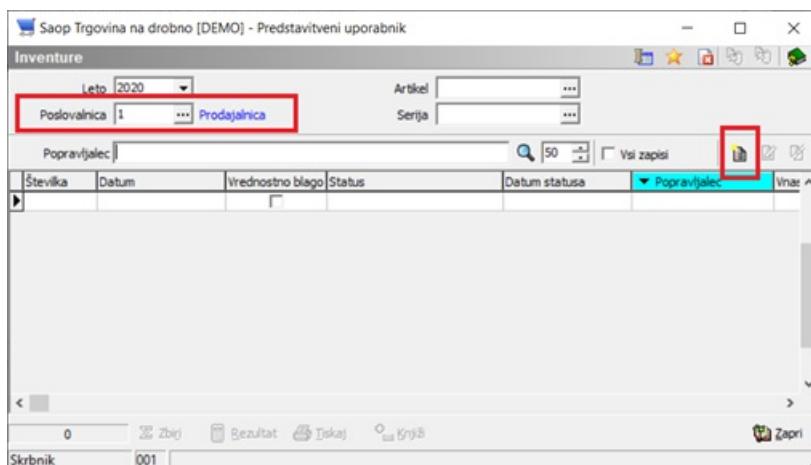 Saop Trgovina na drobno [DEMO] - Predstavitveni uporabnik
Inventure
Leto 2020 Artikel ...
Poslovalnica 1 ... Prodajalnica Serija ...
Popravljalec 50 Vsi zapisi
Številka Datum Vrednostno blago Status Datum statusa Popravljalec Vnas
0 Zbirj Rezultat Tiskaj Knjiži Zapri
Skrbnik 001